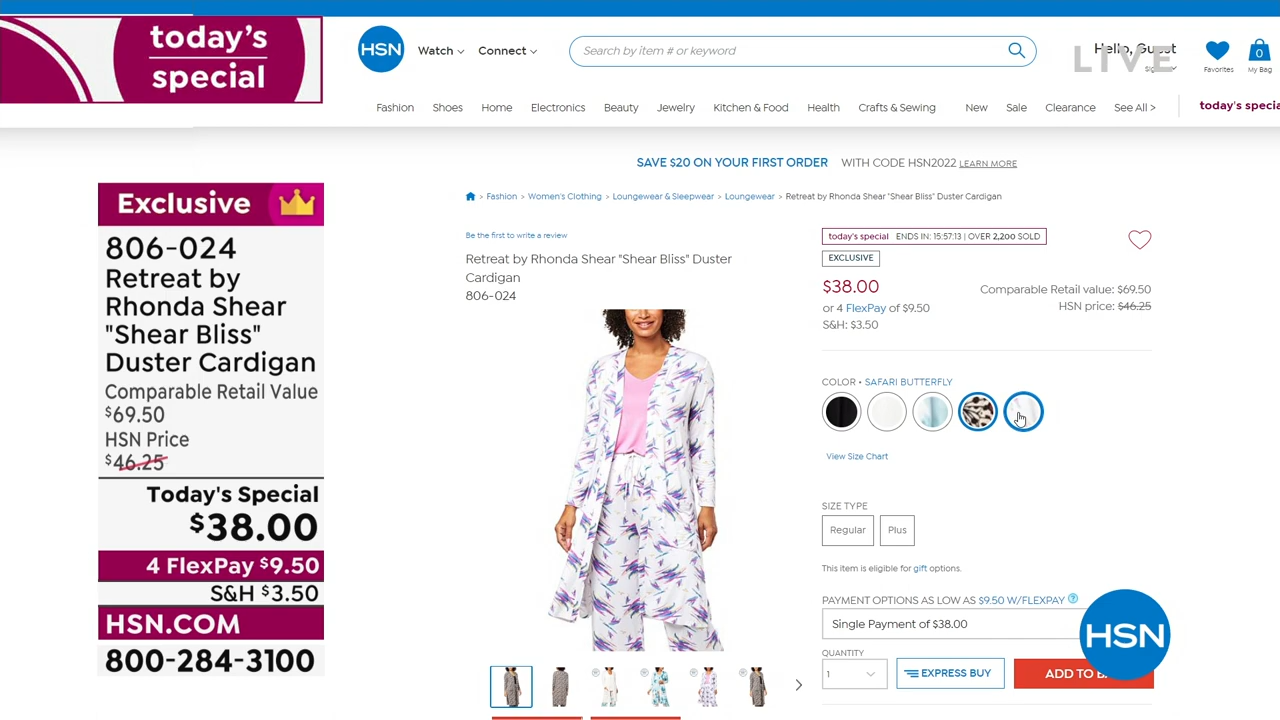 today's
special
HSN
Watch
Connect
Search by item # or keyword
Hello, Guest
LIVE
Favorites
0
My Bag
Fashion
Shoes
Home
Electronics
Beauty
Jewelry
Kitchen & Food
Health
Crafts & Sewing
New
Sale
Clearance
See All >
today's specia
SAVE $20 ON YOUR FIRST ORDER WITH CODE HSN2022 LEARN MORE
> Fashion > Women's Clothing > Loungewear & Sleepwear > Loungewear > Retreat by Rhonda Shear "Shear Bliss" Duster Cardigan
Exclusive
806-024
Retreat by
Rhonda Shear
"Shear Bliss"
Duster Cardigan
Comparable Retail Value
$69.50
HSN Price
$46.25
Today's Special
$38.00
4 FlexPay $9.50
S&H $3.50
HSN.COM
800-284-3100
Be the first to write a review
Retreat by Rhonda Shear "Shear Bliss" Duster
Cardigan
806-024
today's special ENDS IN: 15:57:13 | OVER 2,200 SOLD
EXCLUSIVE
$38.00
or 4 FlexPay of $9.50
S&H: $3.50
Comparable Retail value: $69.50
HSN price: $46.25
COLOR • SAFARI BUTTERFLY
View Size Chart
SIZE TYPE
Regular
Plus
This item is eligible for gift options.
PAYMENT OPTIONS AS LOW AS $9.50 W/FLEXPAY ?
Single Payment of $38.00
QUANTITY
1
EXPRESS BUY
ADD TO B
HSN